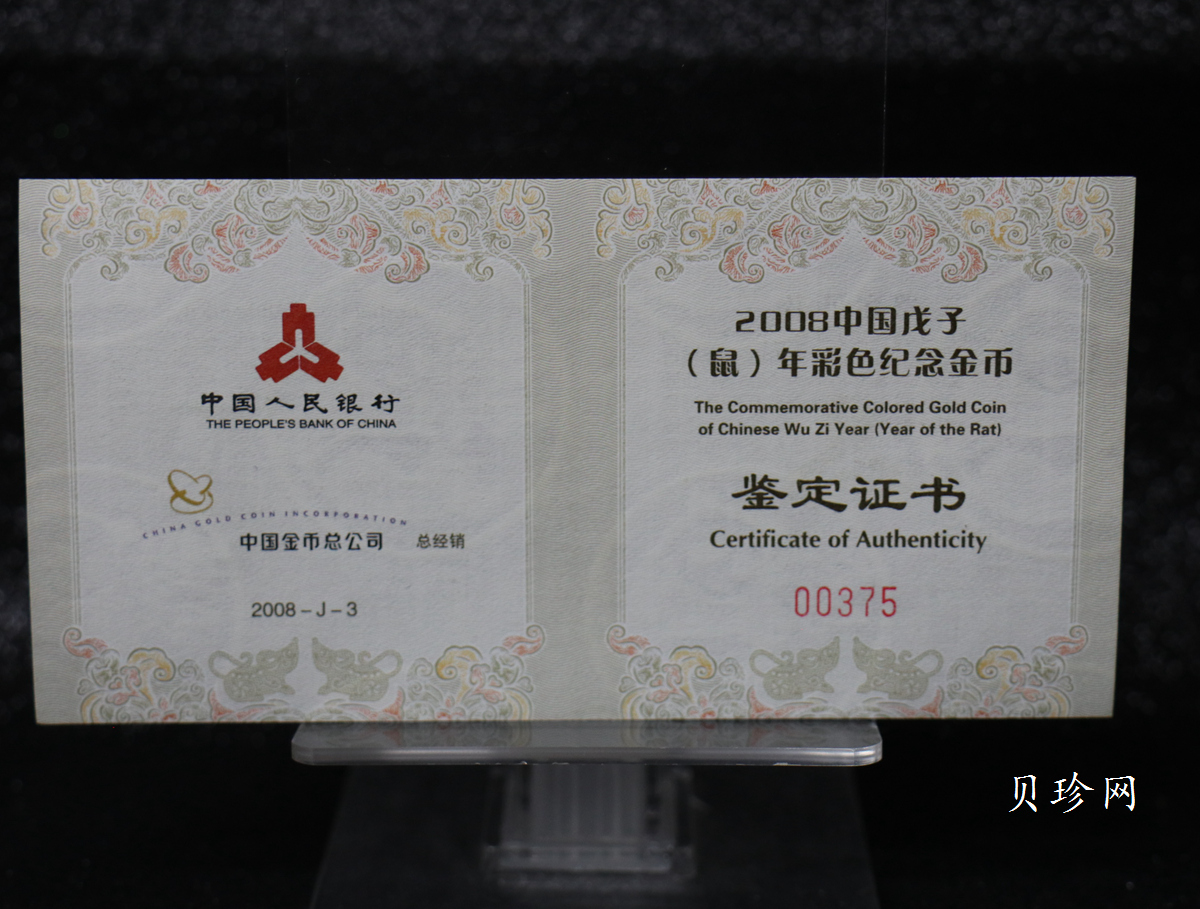 中国人民银行
THE PEOPLE'S BANK OF CHINA
CHINA GOLD COIN INCORPORATION
中国金币总公司 总经销
2008-J-3
2008中国戊子
（鼠）年彩色纪念金币
The Commemorative Colored Gold Coin
of Chinese Wu Zi Year (Year of the Rat)
鉴定证书
Certificate of Authenticity
00375
贝珍网